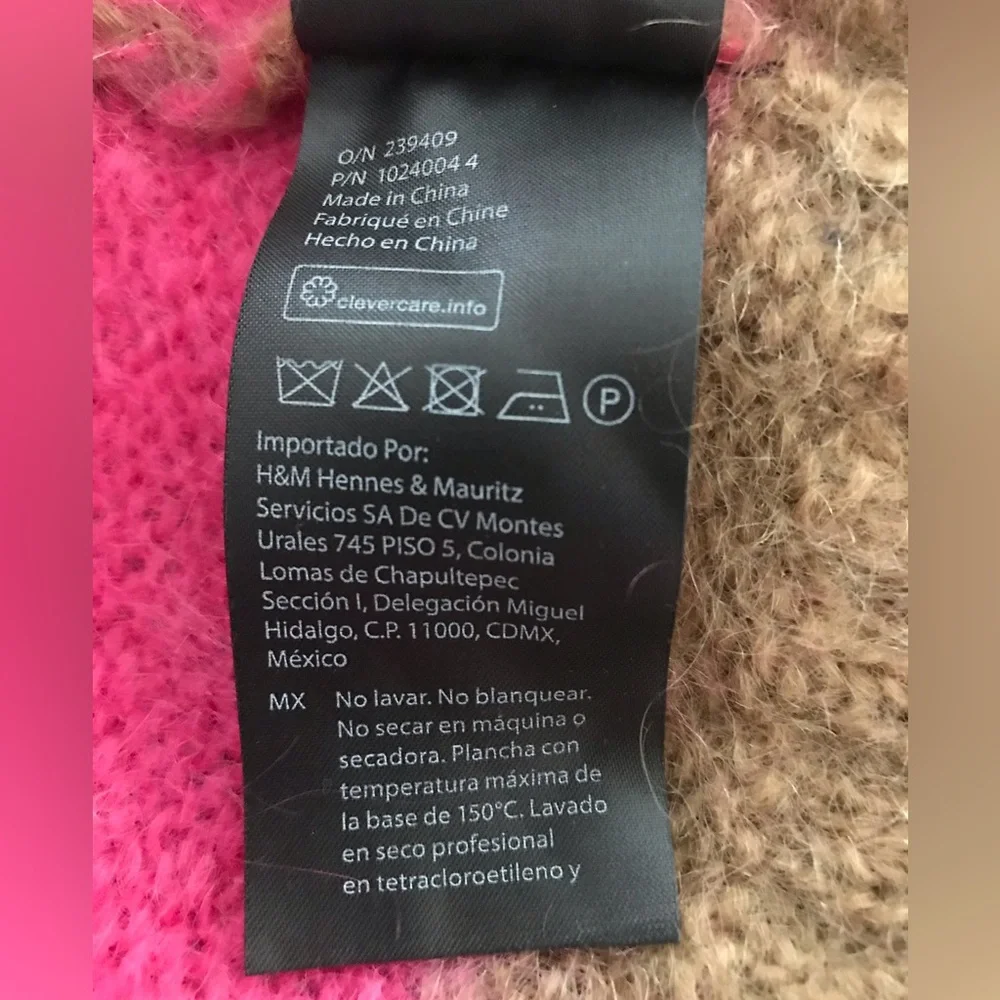 O/N 239409
P/N 1024004 4
Made in China
Fabriqué en Chine
Hecho en China
clevercare.info
P
Importado Por:
H&M Hennes & Mauritz
Servicios SA De CV Montes
Urales 745 PISO 5, Colonia
Lomas de Chapultepec
Sección I, Delegación Miguel
Hidalgo, C.P. 11000, CDMX,
México
MX No lavar. No blanquear.
No secar en máquina o
secadora. Plancha con
temperatura máxima de
la base de 150°C. Lavado
en seco profesional
en tetracloroetileno y